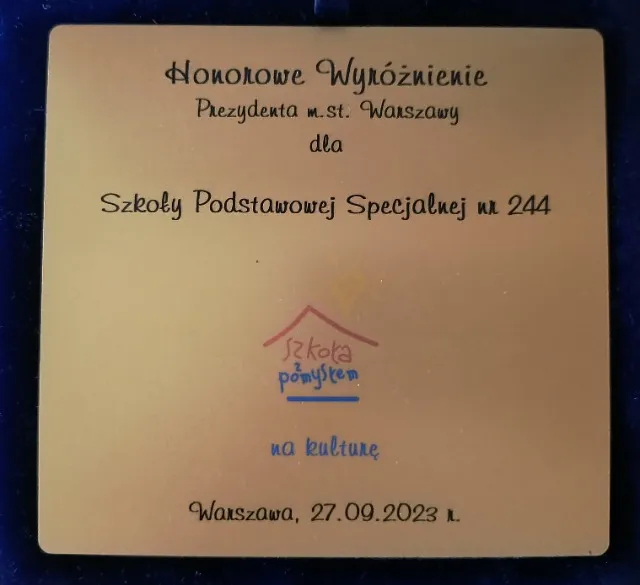 Honorowe Wyróżnienie
Prezydenta m.st. Warszawy
dla
Szkoły Podstawowej Specjalnej nr 244
szkoła
z
pomysłem
na kulturę
Warszawa, 27.09.2023 r.